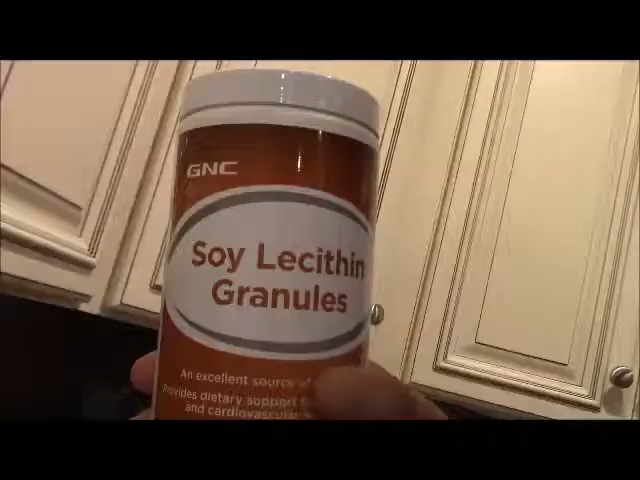 GNC
Soy Lecithin
Granules
An excellent source of
Provides dietary support
and cardiovascular